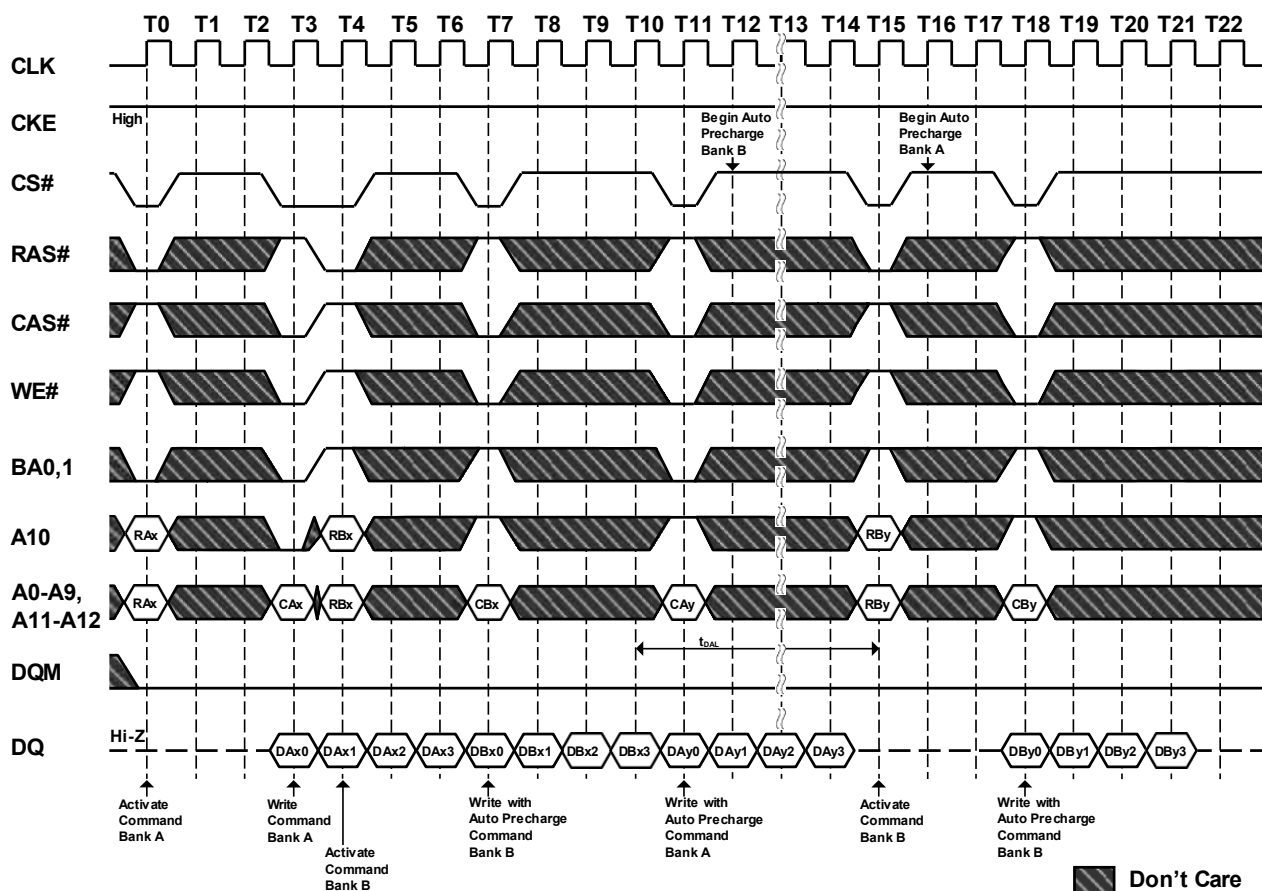 T0 T1 T2 T3 T4 T5 T6 T7 T8 T9 T10 T11 T12 T13 T14 T15 T16 T17 T18 T19 T20 T21 T22
CLK
CKE
High
Begin Auto
Precharge
Bank B
Begin Auto
Precharge
Bank A
CS#
RAS#
CAS#
WE#
BA0,1
A10
RAx RBx RBy
A0-A9,
A11-A12
RAx CAx RBx CBx CAy RBy CBy
tDAL
DQM
DQ
Hi-Z
DAx0 DAx1 DAx2 DAx3 DBx0 DBx1 DBx2 DBx3 DAy0 DAy1 DAy2 DAy3 DBy0 DBy1 DBy2 DBy3
Activate
Command
Bank A
Write
Command
Bank A
Activate
Command
Bank B
Write with
Auto Precharge
Command
Bank B
Write with
Auto Precharge
Command
Bank A
Activate
Command
Bank B
Write with
Auto Precharge
Command
Bank B
Don't Care